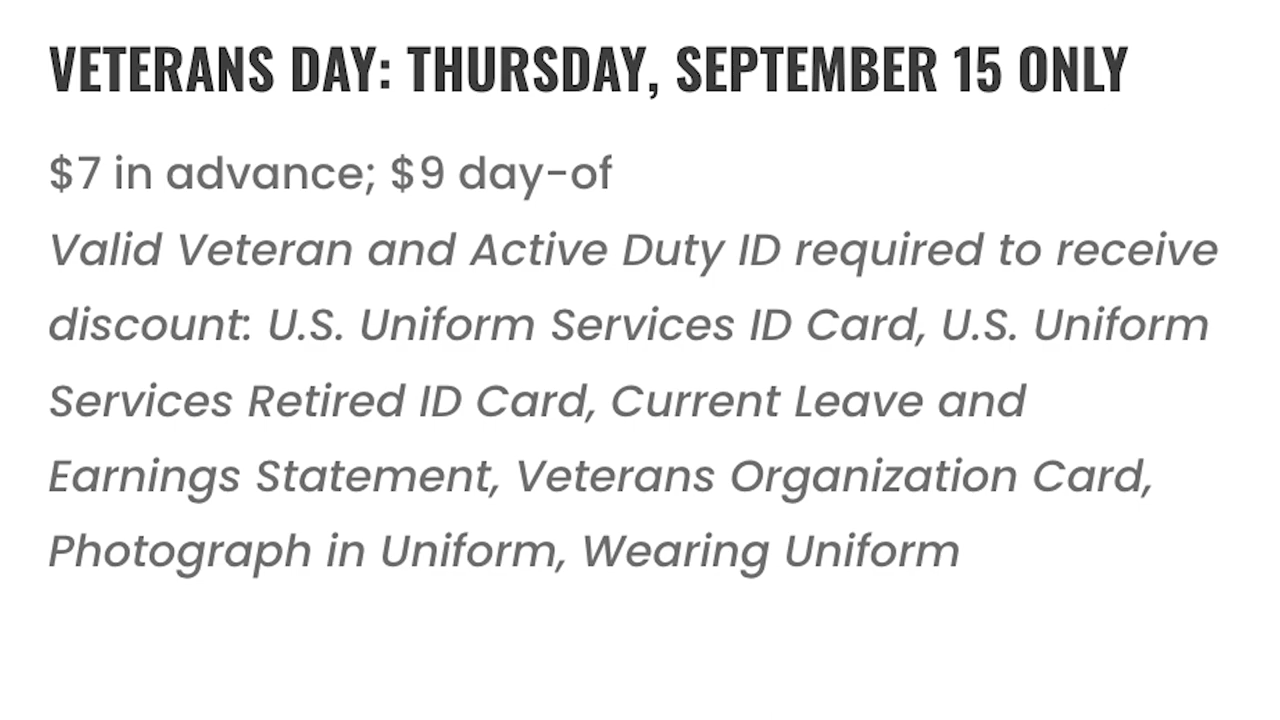 VETERANS DAY: THURSDAY, SEPTEMBER 15 ONLY
$7 in advance; $9 day-of
Valid Veteran and Active Duty ID required to receive
discount: U.S. Uniform Services ID Card, U.S. Uniform
Services Retired ID Card, Current Leave and
Earnings Statement, Veterans Organization Card,
Photograph in Uniform, Wearing Uniform